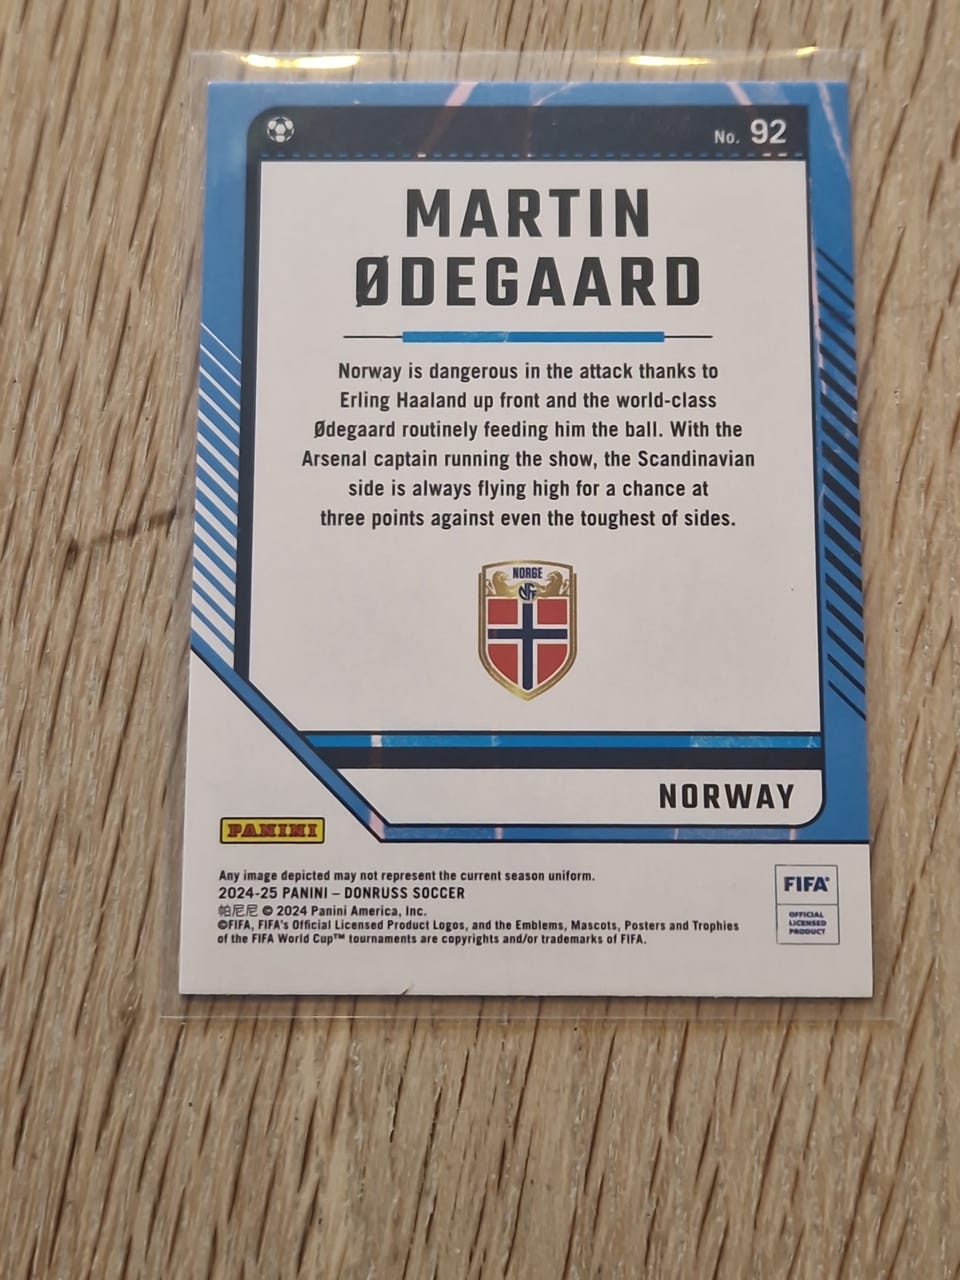 No. 92
MARTIN
ØDEGAARD
Norway is dangerous in the attack thanks to
Erling Haaland up front and the world-class
Ødegaard routinely feeding him the ball. With the
Arsenal captain running the show, the Scandinavian
side is always flying high for a chance at
three points against even the toughest of sides.
NORGE
NFF
NORWAY
PANINI
Any image depicted may not represent the current season uniform.
2024-25 PANINI – DONRUSS SOCCER
帕尼尼 © 2024 Panini America, Inc.
©FIFA, FIFA's Official Licensed Product Logos, and the Emblems, Mascots, Posters and Trophies
of the FIFA World Cup™ tournaments are copyrights and/or trademarks of FIFA.
FIFA®
OFFICIAL
LICENSED
PRODUCT